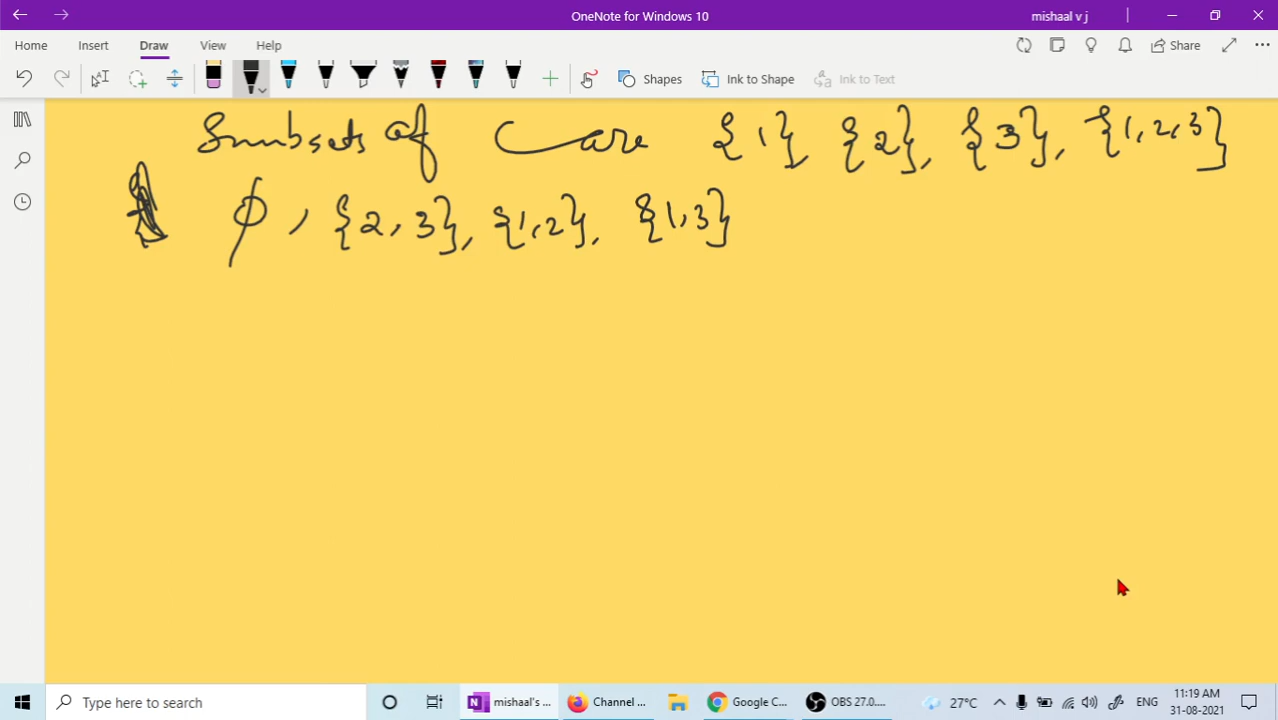 OneNote for Windows 10
mishaal v j
Home Insert Draw View Help
Share
Shapes Ink to Shape Ink to Text
Subsets of C are {1}, {2}, {3}, {1,2,3}
ϕ, {2,3}, {1,2}, {1,3}
Type here to search
mishaal's ...
Channel ...
Google C...
OBS 27.0...
27°C
ENG
11:19 AM
31-08-2021